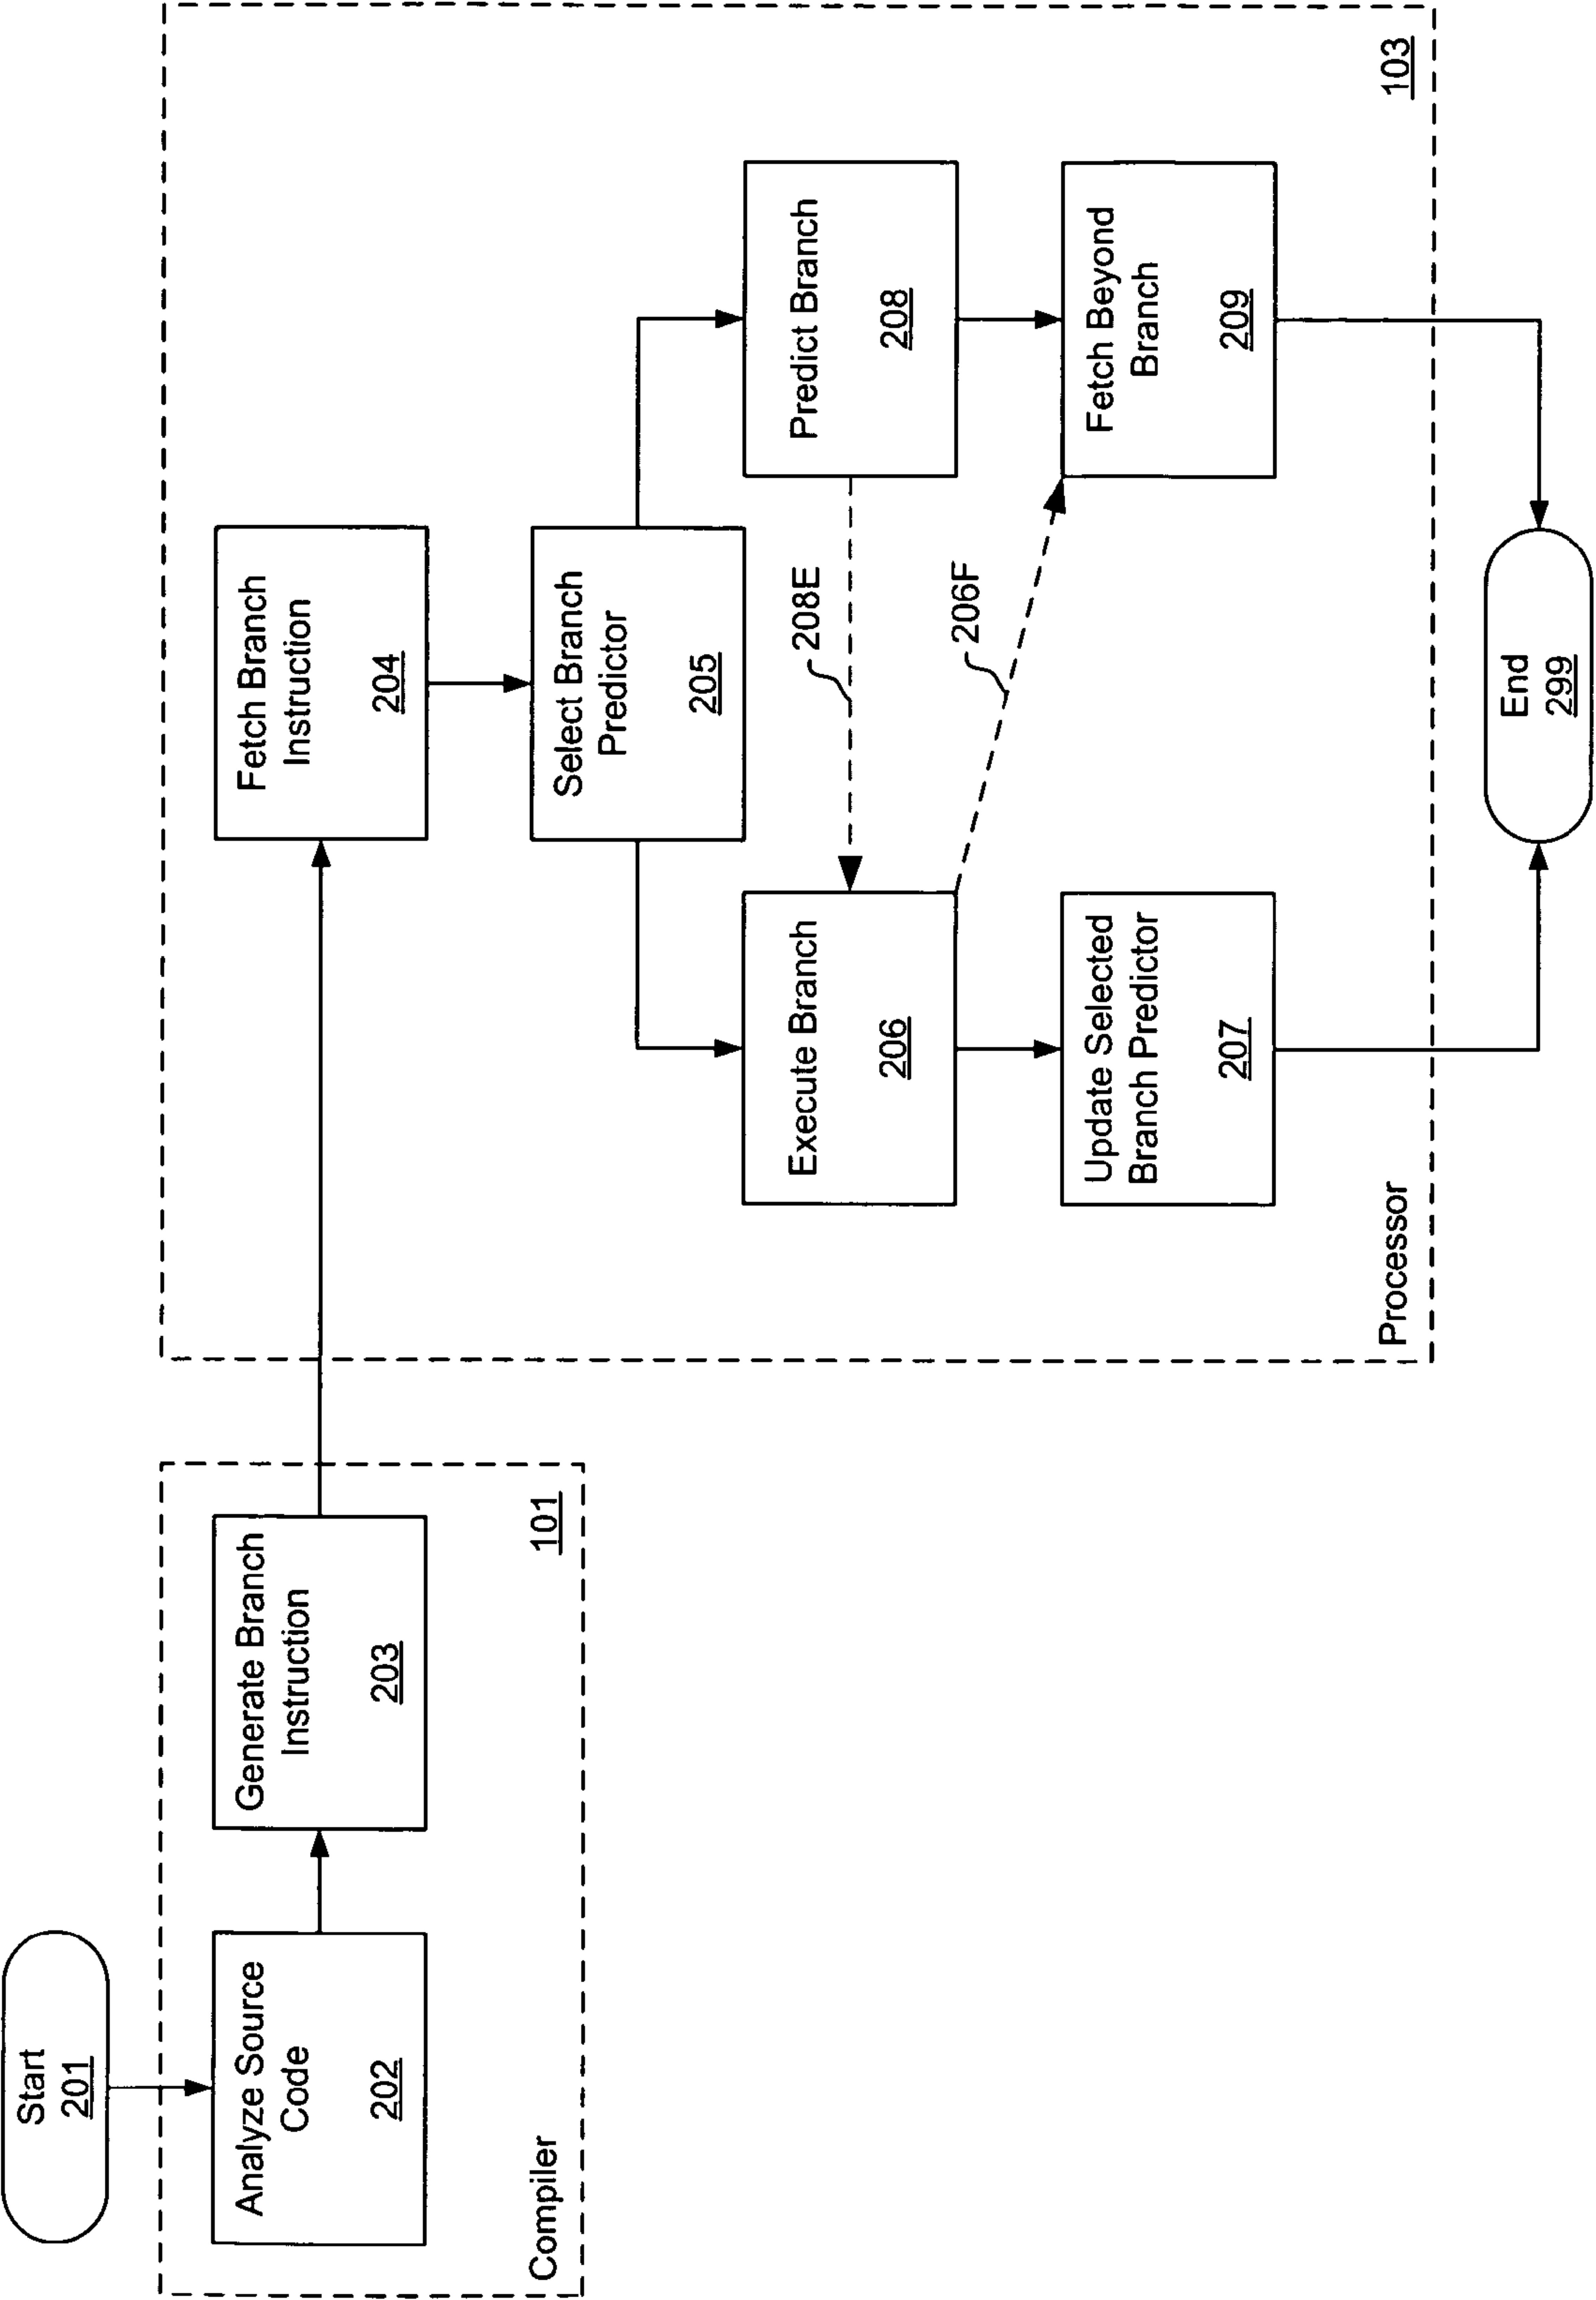 Start
201
Analyze Source
Code
202
Generate Branch
Instruction
203
Compiler
101
Fetch Branch
Instruction
204
Select Branch
Predictor
205
Execute Branch
206
Predict Branch
208
208E
206F
Update Selected
Branch Predictor
207
Fetch Beyond
Branch
209
Processor
103
End
299